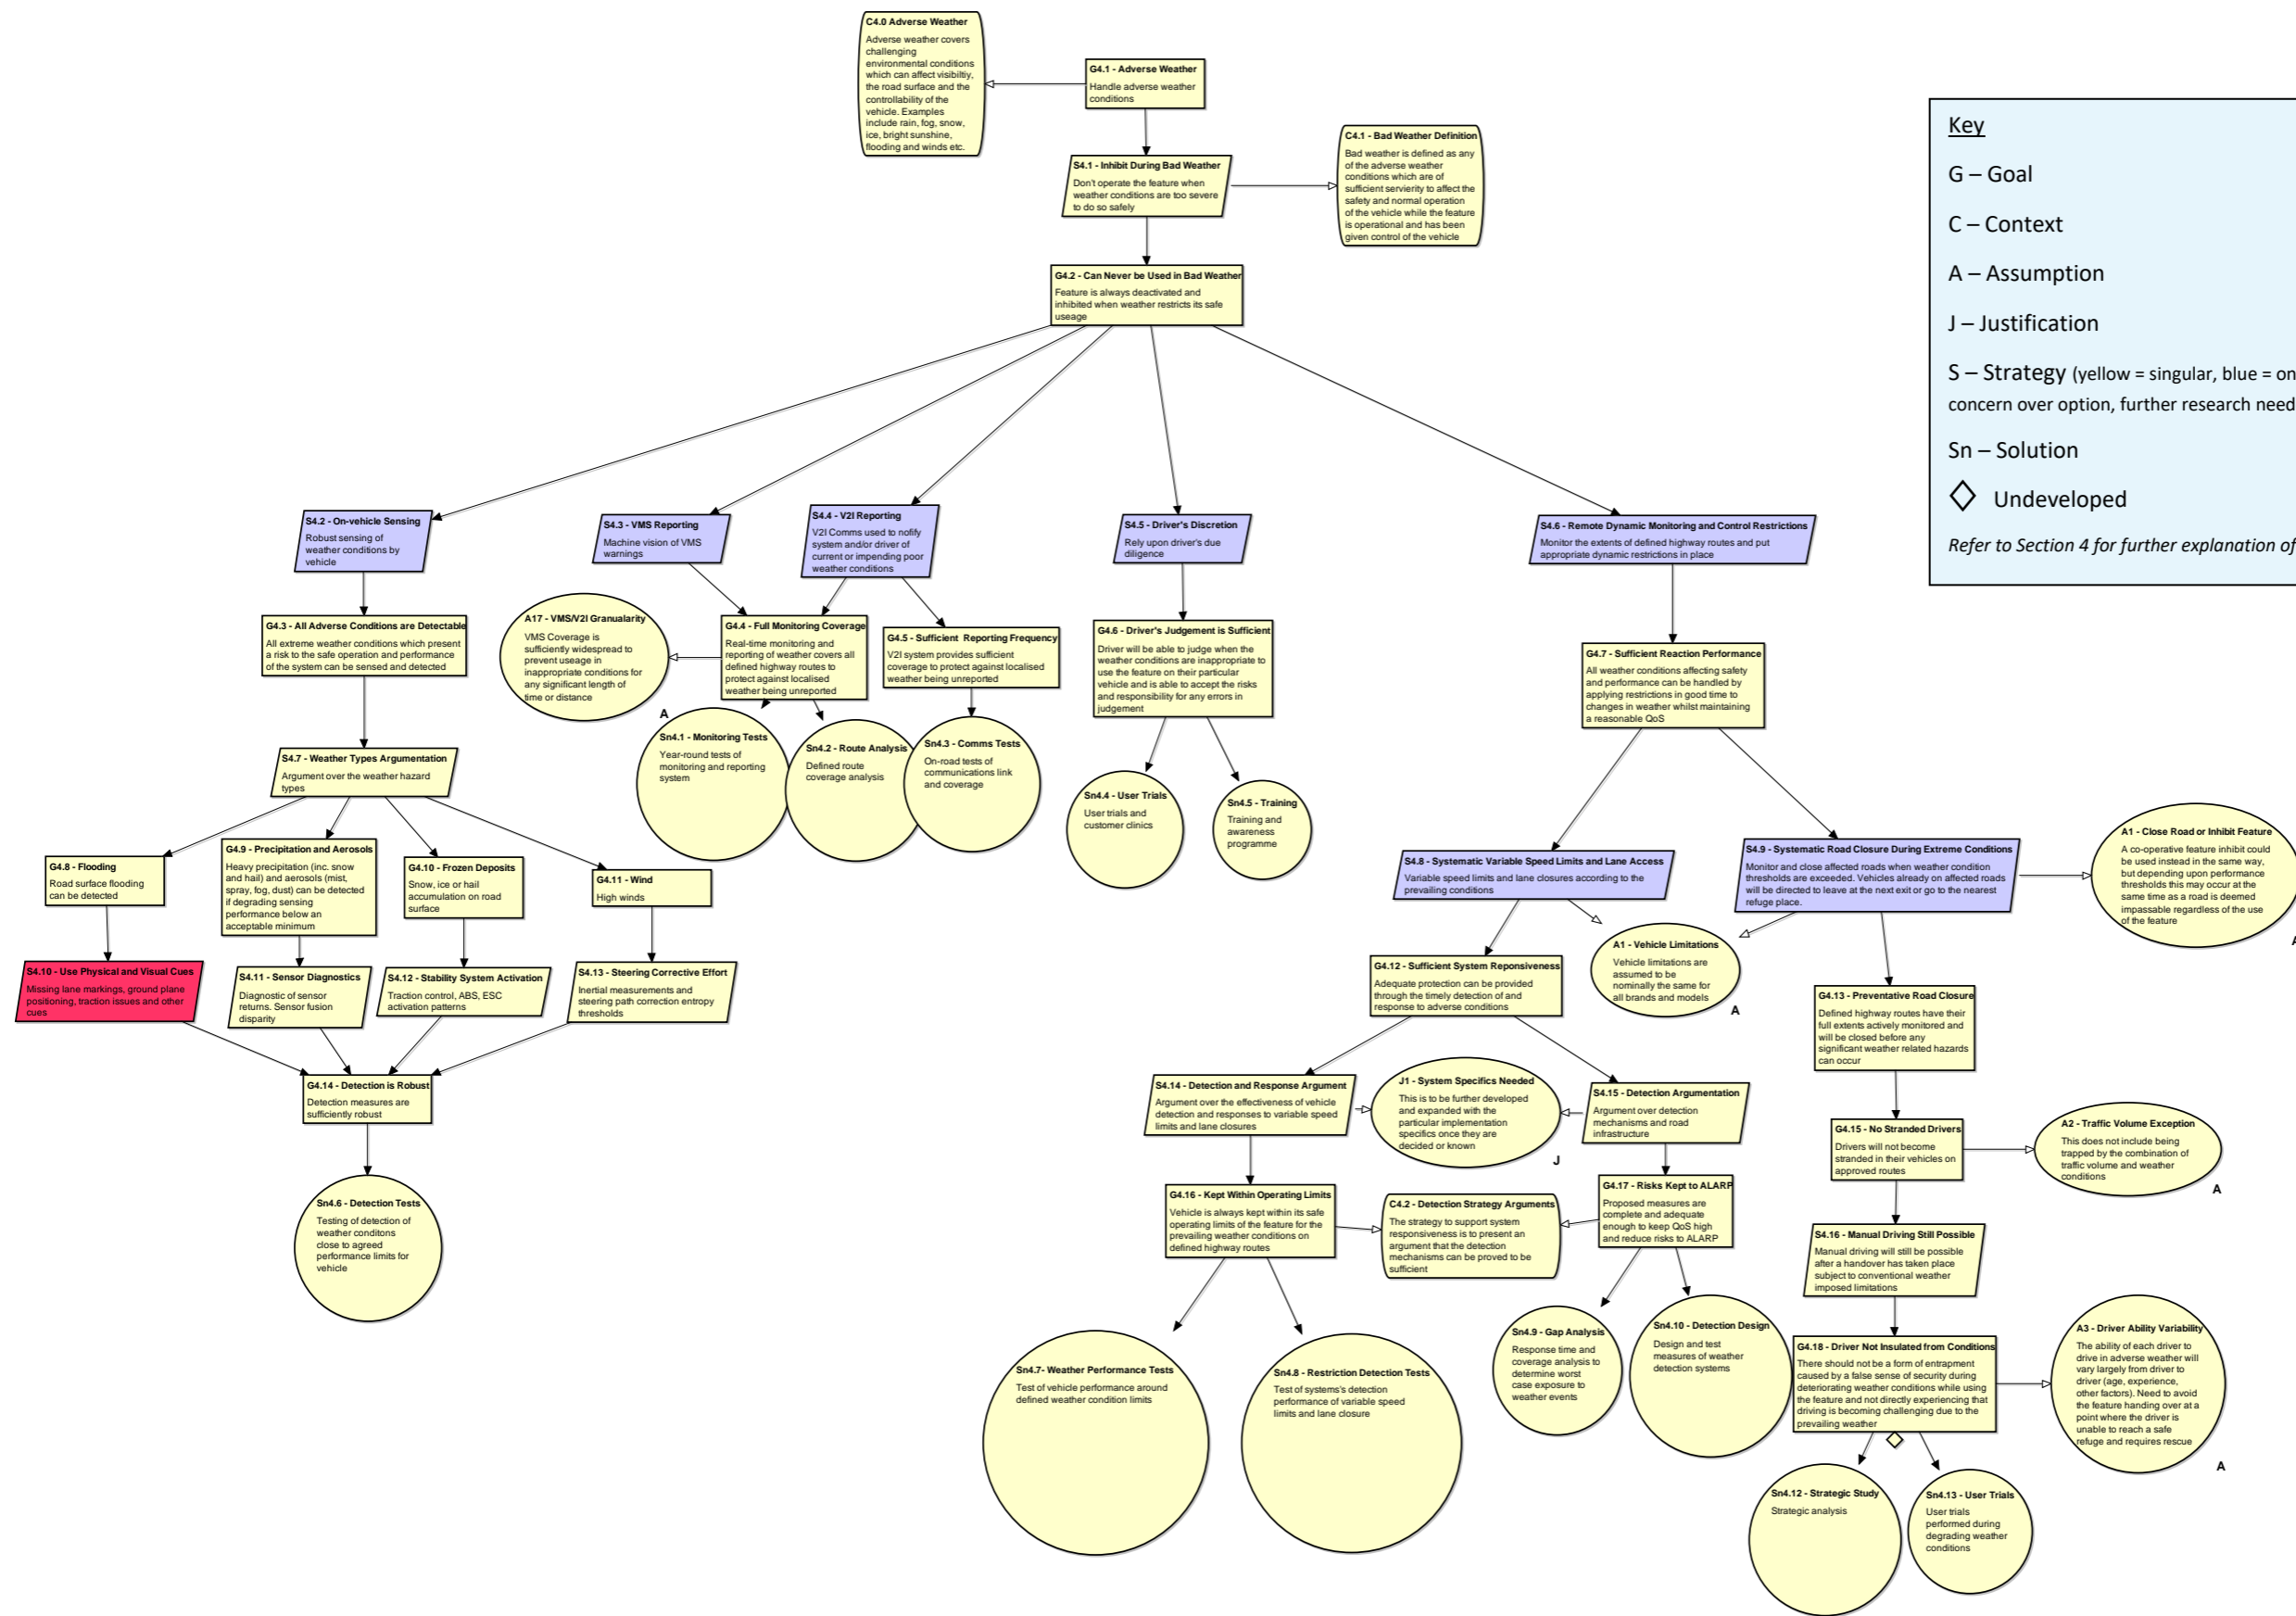 C4.0 Adverse Weather
Adverse weather covers
challenging
environmental conditions
which can affect visibiltiy,
the road surface and the
controllability of the
vehicle. Examples
include rain, fog, snow,
ice, bright sunshine,
flooding and winds etc.
G4.1 - Adverse Weather
Handle adverse weather
conditions
S4.1 - Inhibit During Bad Weather
Don't operate the feature when
weather conditions are too severe
to do so safely
C4.1 - Bad Weather Definition
Bad weather is defined as any
of the adverse weather
conditions which are of
sufficient servierity to affect the
safety and normal operation
of the vehicle while the feature
is operational and has been
given control of the vehicle
Key
G – Goal
C – Context
A – Assumption
J – Justification
S – Strategy (yellow = singular, blue = on
concern over option, further research need
Sn – Solution
Undeveloped
Refer to Section 4 for further explanation of
G4.2 - Can Never be Used in Bad Weather
Feature is always deactivated and
inhibited when weather restricts its safe
useage
S4.2 - On-vehicle Sensing
Robust sensing of
weather conditions by
vehicle
S4.3 - VMS Reporting
Machine vision of VMS
warnings
S4.4 - V2I Reporting
V2I Comms used to nofify
system and/or driver of
current or impending poor
weather conditions
S4.5 - Driver's Discretion
Rely upon driver's due
diligence
S4.6 - Remote Dynamic Monitoring and Control Restrictions
Monitor the extents of defined highway routes and put
appropriate dynamic restrictions in place
G4.3 - All Adverse Conditions are Detectable
All extreme weather conditions which present
a risk to the safe operation and performance
of the system can be sensed and detected
A17 - VMS/V2I Granualarity
VMS Coverage is
sufficiently widespread to
prevent useage in
inappropriate conditions for
any significant length of
time or distance
A
G4.4 - Full Monitoring Coverage
Real-time monitoring and
reporting of weather covers all
defined highway routes to
protect against localised
weather being unreported
G4.5 - Sufficient Reporting Frequency
V2I system provides sufficient
coverage to protect against localised
weather being unreported
G4.6 - Driver's Judgement is Sufficient
Driver will be able to judge when the
weather conditions are inappropriate to
use the feature on their particular
vehicle and is able to accept the risks
and responsibility for any errors in
judgement
G4.7 - Sufficient Reaction Performance
All weather conditions affecting safety
and performance can be handled by
applying restrictions in good time to
changes in weather whilst maintaining
a reasonable QoS
Sn4.1 - Monitoring Tests
Year-round tests of
monitoring and reporting
system
Sn4.2 - Route Analysis
Defined route
coverage analysis
Sn4.3 - Comms Tests
On-road tests of
communications link
and coverage
Sn4.4 - User Trials
User trials and
customer clinics
Sn4.5 - Training
Training and
awareness
programme
S4.7 - Weather Types Argumentation
Argument over the weather hazard
types
G4.8 - Flooding
Road surface flooding
can be detected
G4.9 - Precipitation and Aerosols
Heavy precipitation (inc. snow
and hail) and aerosols (mist,
spray, fog, dust) can be detected
if degrading sensing
performance below an
acceptable minimum
G4.10 - Frozen Deposits
Snow, ice or hail
accumulation on road
surface
G4.11 - Wind
High winds
S4.8 - Systematic Variable Speed Limits and Lane Access
Variable speed limits and lane closures according to the
prevailing conditions
S4.9 - Systematic Road Closure During Extreme Conditions
Monitor and close affected roads when weather condition
thresholds are exceeded. Vehicles already on affected roads
will be directed to leave at the next exit or go to the nearest
refuge place.
A1 - Close Road or Inhibit Feature
A co-operative feature inhibit could
be used instead in the same way,
but depending upon performance
thresholds this may occur at the
same time as a road is deemed
impassable regardless of the use
of the feature
S4.10 - Use Physical and Visual Cues
Missing lane markings, ground plane
positioning, traction issues and other
cues
S4.11 - Sensor Diagnostics
Diagnostic of sensor
returns. Sensor fusion
disparity
S4.12 - Stability System Activation
Traction control, ABS, ESC
activation patterns
S4.13 - Steering Corrective Effort
Inertial measurements and
steering path correction entropy
thresholds
G4.12 - Sufficient System Reponsiveness
Adequate protection can be provided
through the timely detection of and
response to adverse conditions
A1 - Vehicle Limitations
Vehicle limitations are
assumed to be
nominally the same for
all brands and models
A
G4.13 - Preventative Road Closure
Defined highway routes have their
full extents actively monitored and
will be closed before any
significant weather related hazards
can occur
G4.14 - Detection is Robust
Detection measures are
sufficiently robust
S4.14 - Detection and Response Argument
Argument over the effectiveness of vehicle
detection and responses to variable speed
limits and lane closures
J1 - System Specifics Needed
This is to be further developed
and expanded with the
particular implementation
specifics once they are
decided or known
J
S4.15 - Detection Argumentation
Argument over detection
mechanisms and road
infrastructure
G4.15 - No Stranded Drivers
Drivers will not become
stranded in their vehicles on
approved routes
A2 - Traffic Volume Exception
This does not include being
trapped by the combination of
traffic volume and weather
conditions
A
Sn4.6 - Detection Tests
Testing of detection of
weather conditons
close to agreed
performance limits for
vehicle
G4.16 - Kept Within Operating Limits
Vehicle is always kept within its safe
operating limits of the feature for the
prevailing weather conditions on
defined highway routes
C4.2 - Detection Strategy Arguments
The strategy to support system
responsiveness is to present an
argument that the detection
mechanisms can be proved to be
sufficient
G4.17 - Risks Kept to ALARP
Proposed measures are
complete and adequate
enough to keep QoS high
and reduce risks to ALARP
S4.16 - Manual Driving Still Possible
Manual driving will still be possible
after a handover has taken place
subject to conventional weather
imposed limitations
Sn4.7- Weather Performance Tests
Test of vehicle performance around
defined weather condition limits
Sn4.8 - Restriction Detection Tests
Test of systems's detection
performance of variable speed
limits and lane closure
Sn4.9 - Gap Analysis
Response time and
coverage analysis to
determine worst
case exposure to
weather events
Sn4.10 - Detection Design
Design and test
measures of weather
detection systems
G4.18 - Driver Not Insulated from Conditions
There should not be a form of entrapment
caused by a false sense of security during
deteriorating weather conditions while using
the feature and not directly experiencing that
driving is becoming challenging due to the
prevailing weather
A3 - Driver Ability Variability
The ability of each driver to
drive in adverse weather will
vary largely from driver to
driver (age, experience,
other factors). Need to avoid
the feature handing over at a
point where the driver is
unable to reach a safe
refuge and requires rescue
A
Sn4.12 - Strategic Study
Strategic analysis
Sn4.13 - User Trials
User trials
performed during
degrading weather
conditions